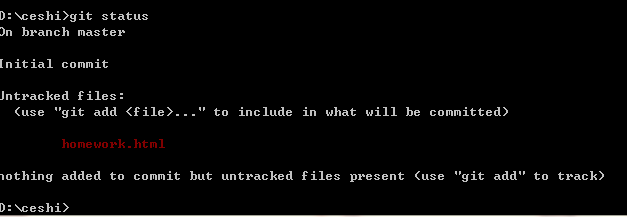 D:\ceshi>git status
On branch master
Initial commit
Untracked files:
  (use "git add <file>..." to include in what will be committed)
        homework.html
nothing added to commit but untracked files present (use "git add" to track)
D:\ceshi>